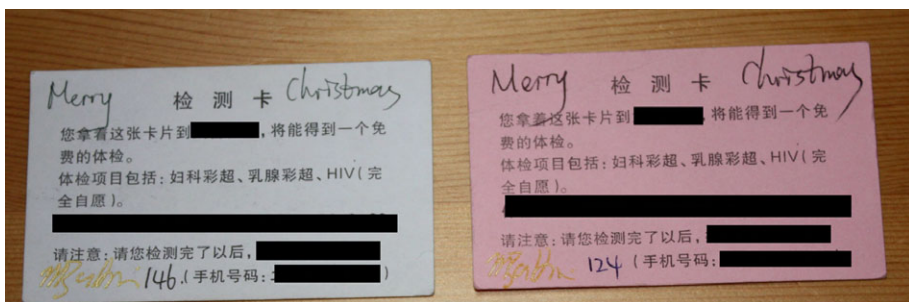 Merry 检测卡 Christmas
您拿着这张卡片到 ，将能得到一个免
费的体检。
体检项目包括：妇科彩超、乳腺彩超、HIV（完
全自愿）。
请注意：请您检测完了以后，
146.（手机号码： ）
Merry 检测卡 Christmas
您拿着这张卡片到 ，将能得到一个免
费的体检。
体检项目包括：妇科彩超、乳腺彩超、HIV（完
全自愿）。
请注意：请您检测完了以后，
124（手机号码：